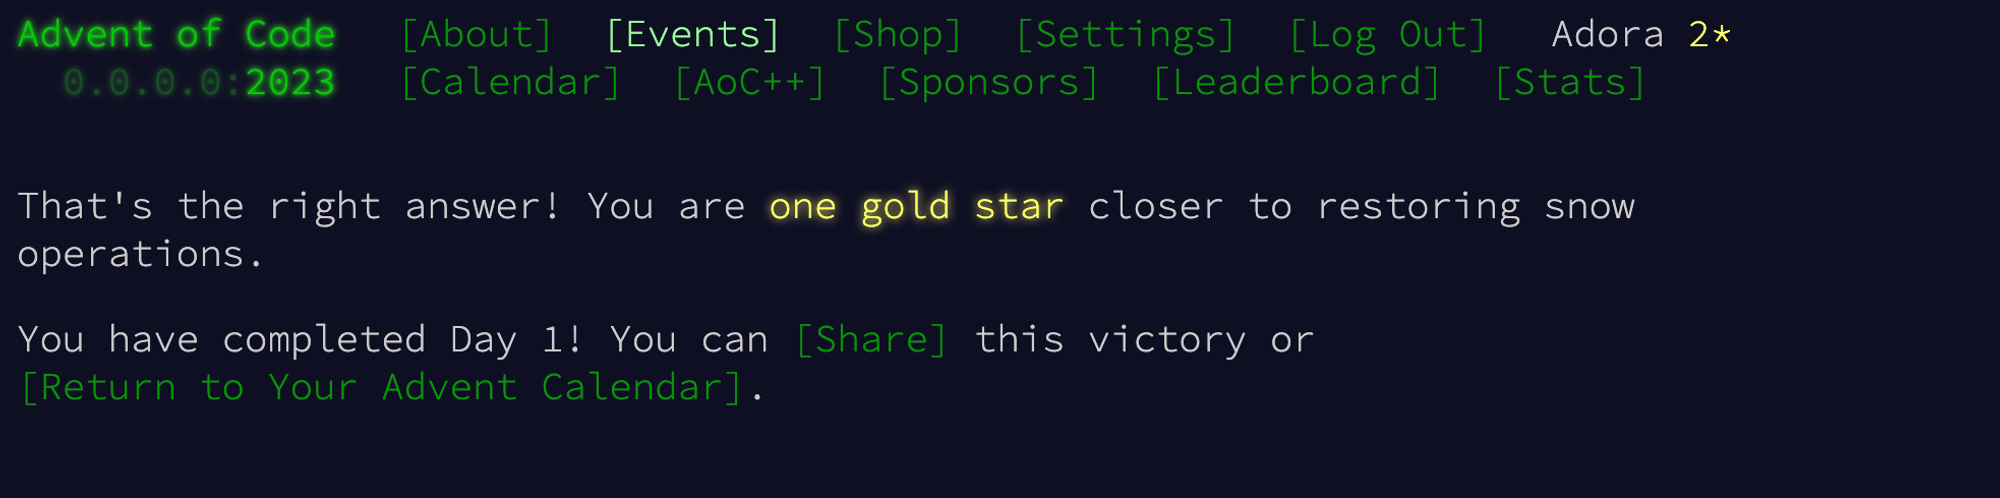 Advent of Code [About] [Events] [Shop] [Settings] [Log Out] Adora 2*
0.0.0.0:2023 [Calendar] [AoC++] [Sponsors] [Leaderboard] [Stats]
That's the right answer! You are one gold star closer to restoring snow
operations.
You have completed Day 1! You can [Share] this victory or
[Return to Your Advent Calendar].